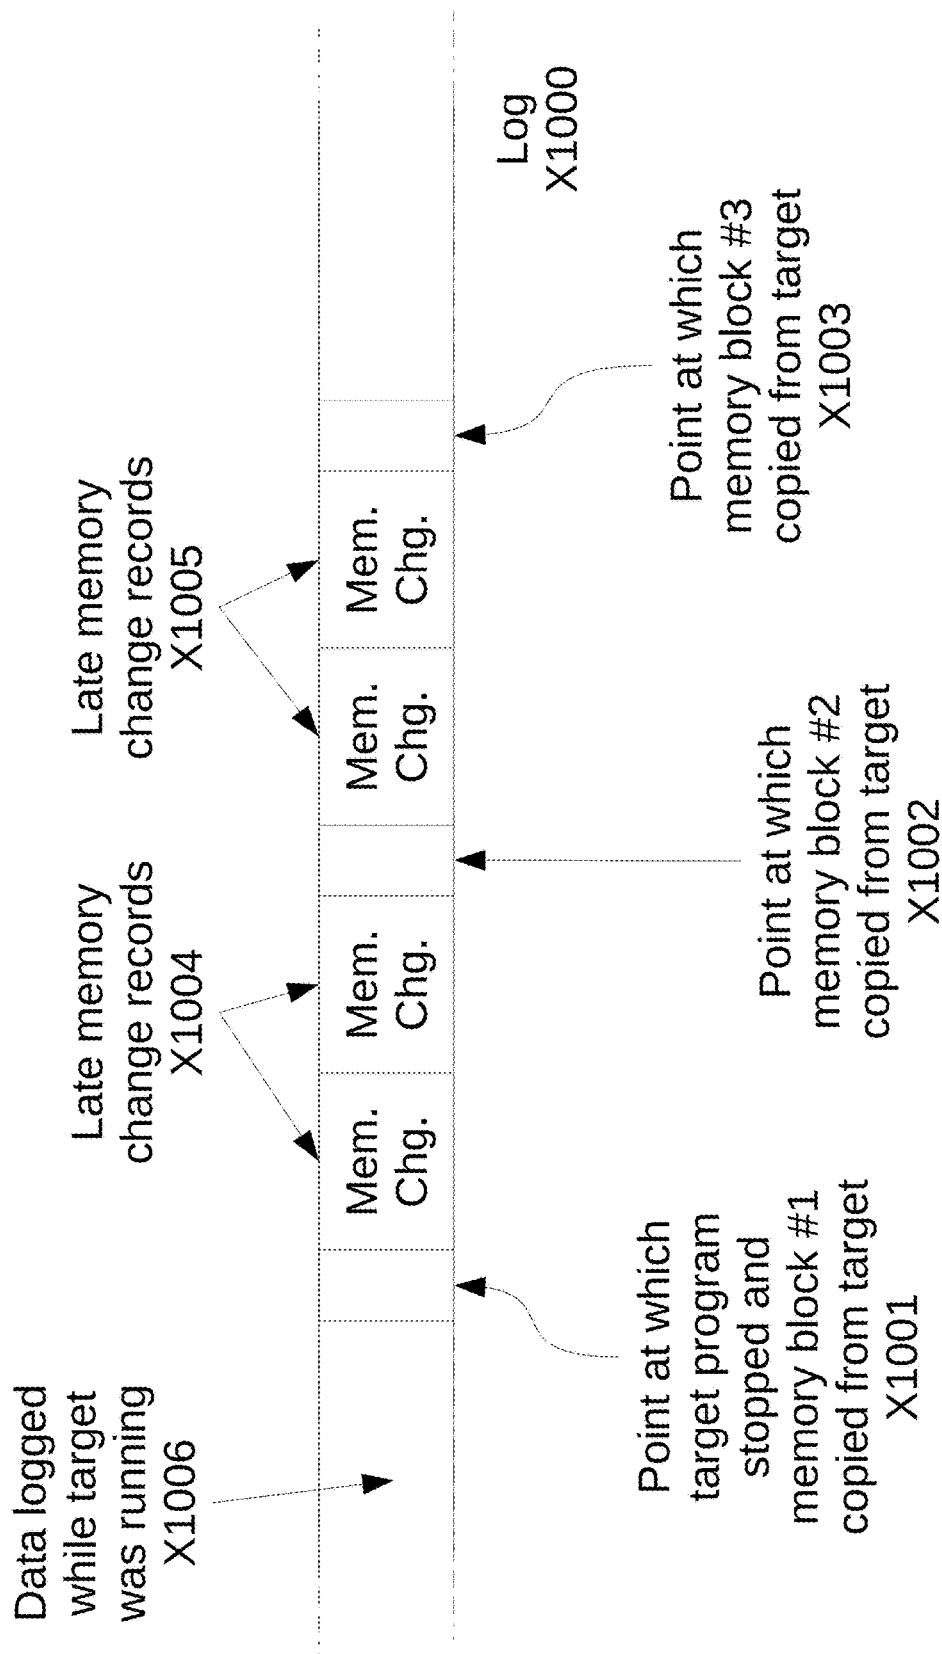 Data logged
while target
was running
X1006
Late memory
change records
X1004
Late memory
change records
X1005
Mem.
Chg.
Mem.
Chg.
Mem.
Chg.
Mem.
Chg.
Log
X1000
Point at which
target program
stopped and
memory block #1
copied from target
X1001
Point at which
memory block #2
copied from target
X1002
Point at which
memory block #3
copied from target
X1003